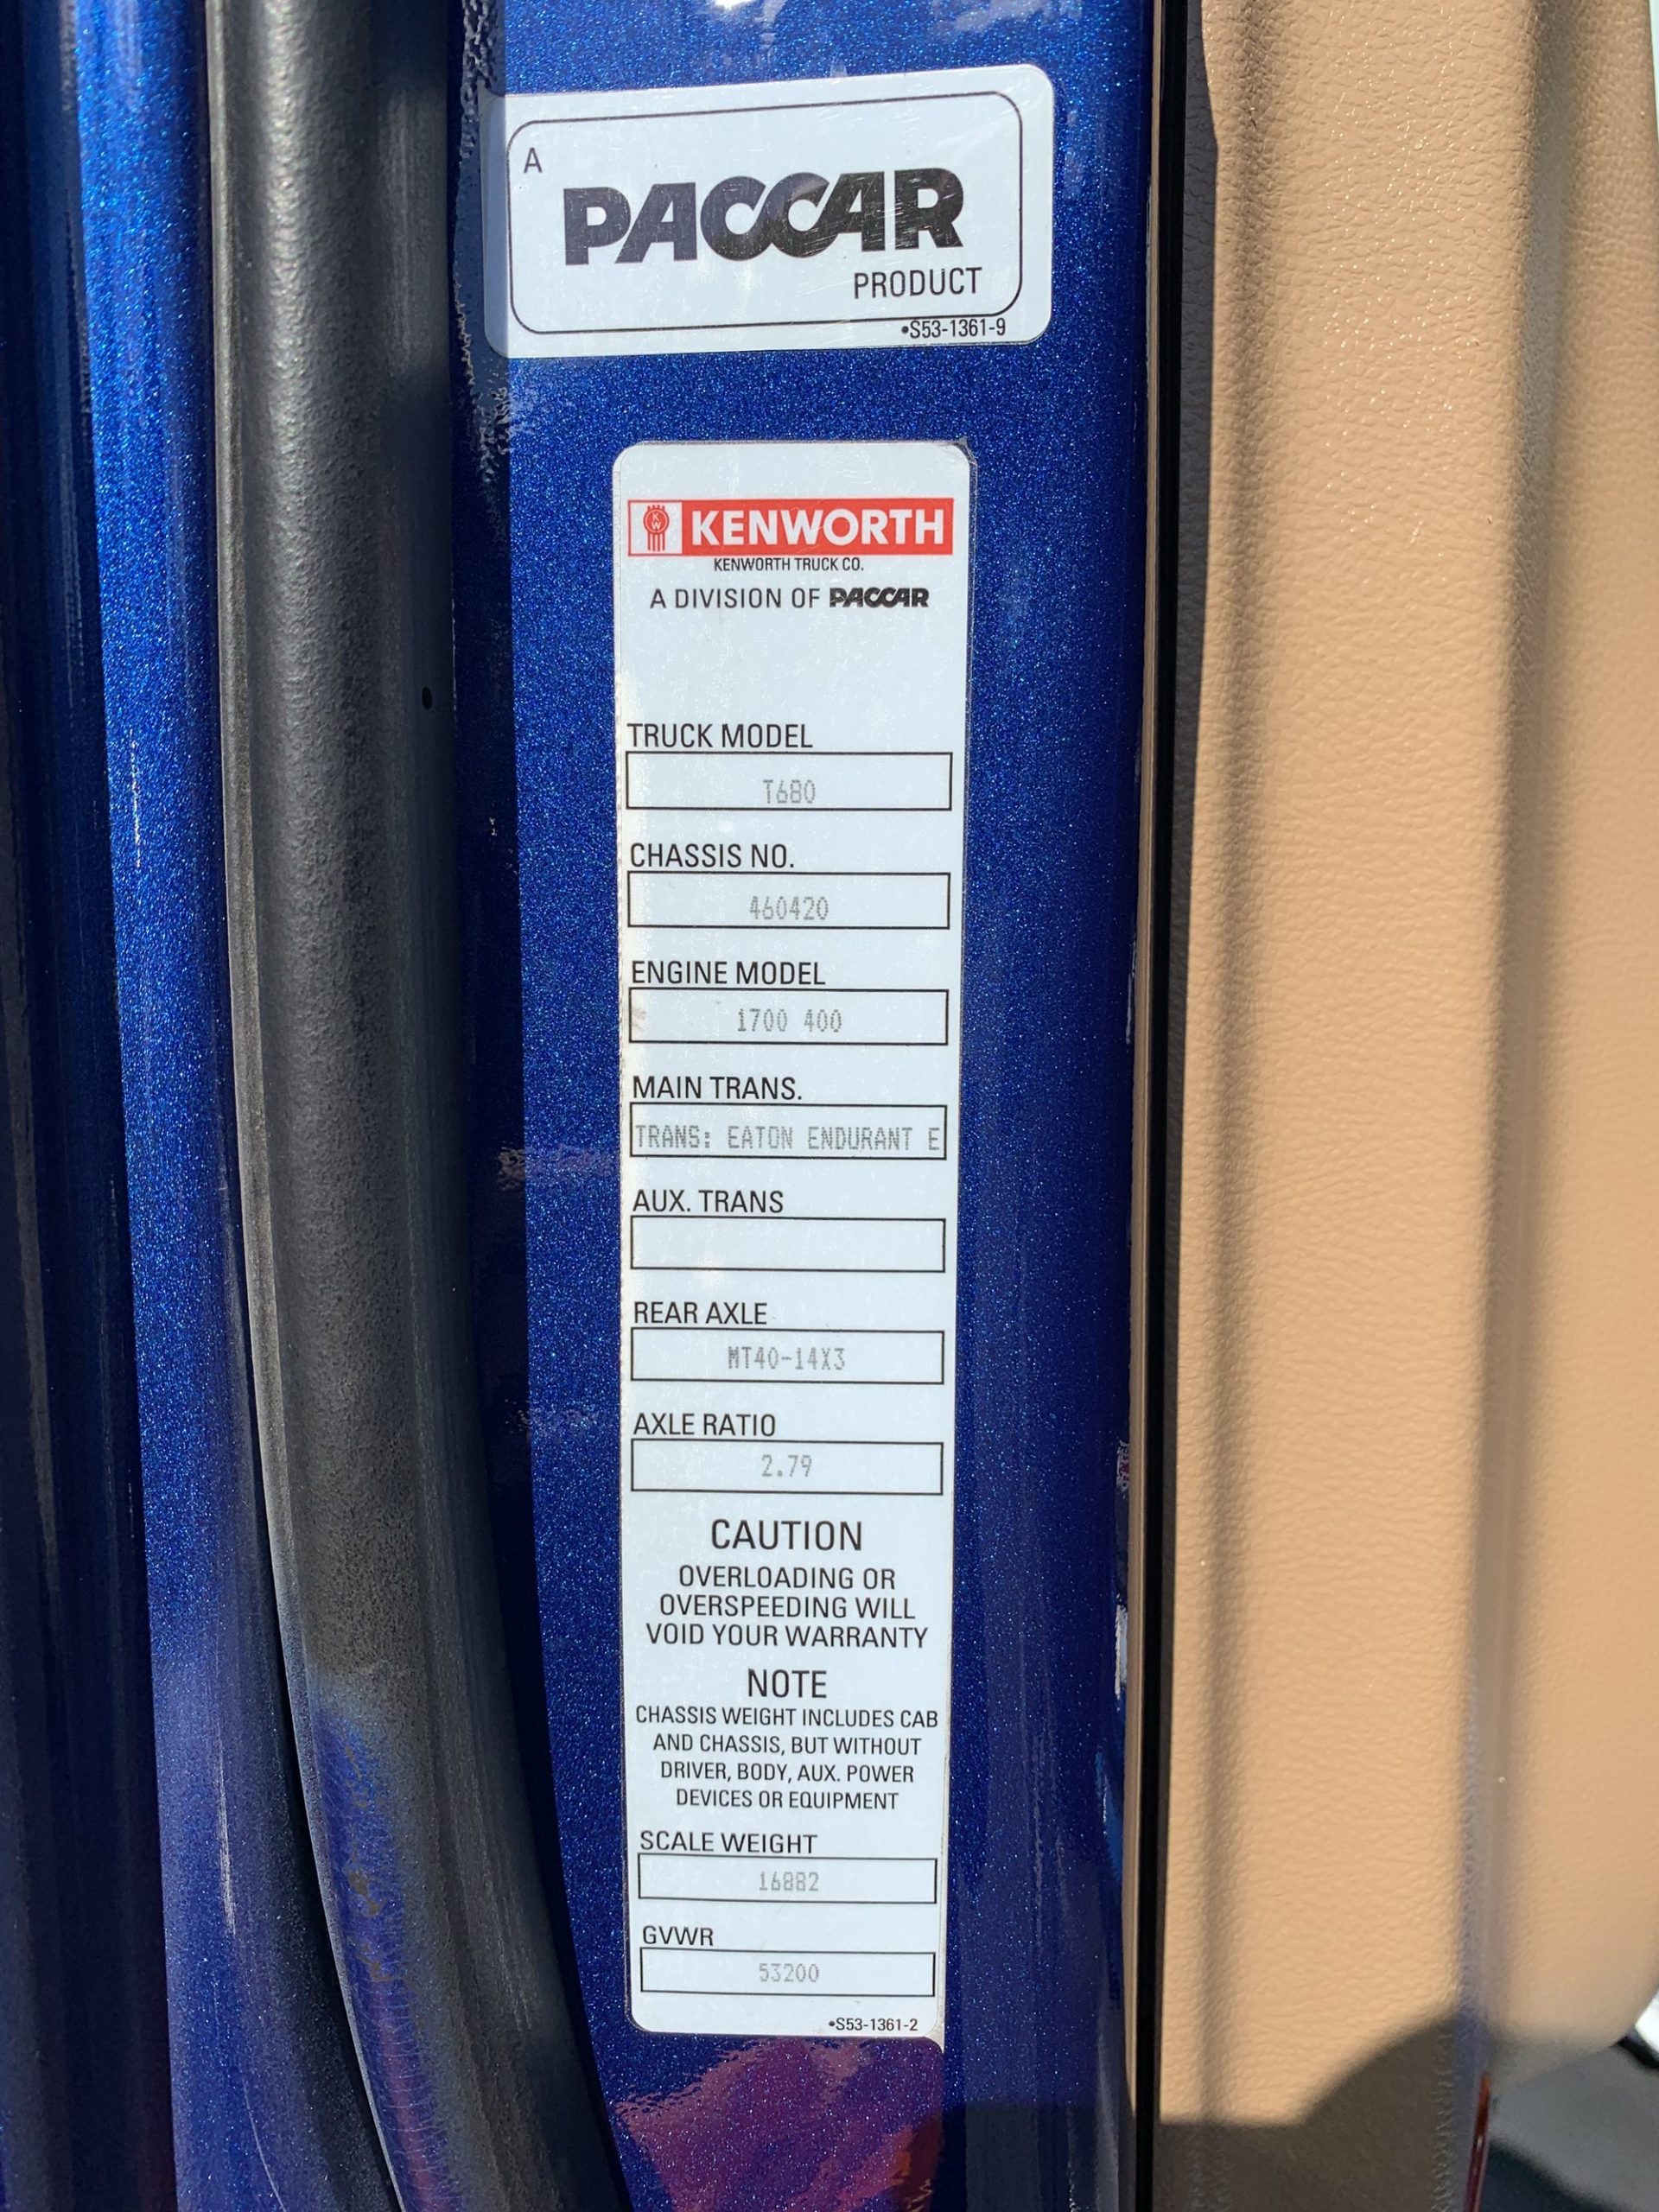 A
PACCAR
PRODUCT
•S53-1361-9
KW KENWORTH
KENWORTH TRUCK CO.
A DIVISION OF PACCAR
TRUCK MODEL
T680
CHASSIS NO.
460420
ENGINE MODEL
1700 400
MAIN TRANS.
TRANS: EATON ENDURANT E
AUX. TRANS
REAR AXLE
MT40-14X3
AXLE RATIO
2.79
CAUTION
OVERLOADING OR
OVERSPEEDING WILL
VOID YOUR WARRANTY
NOTE
CHASSIS WEIGHT INCLUDES CAB
AND CHASSIS, BUT WITHOUT
DRIVER, BODY, AUX. POWER
DEVICES OR EQUIPMENT
SCALE WEIGHT
16882
GVWR
53200
•S53-1361-2